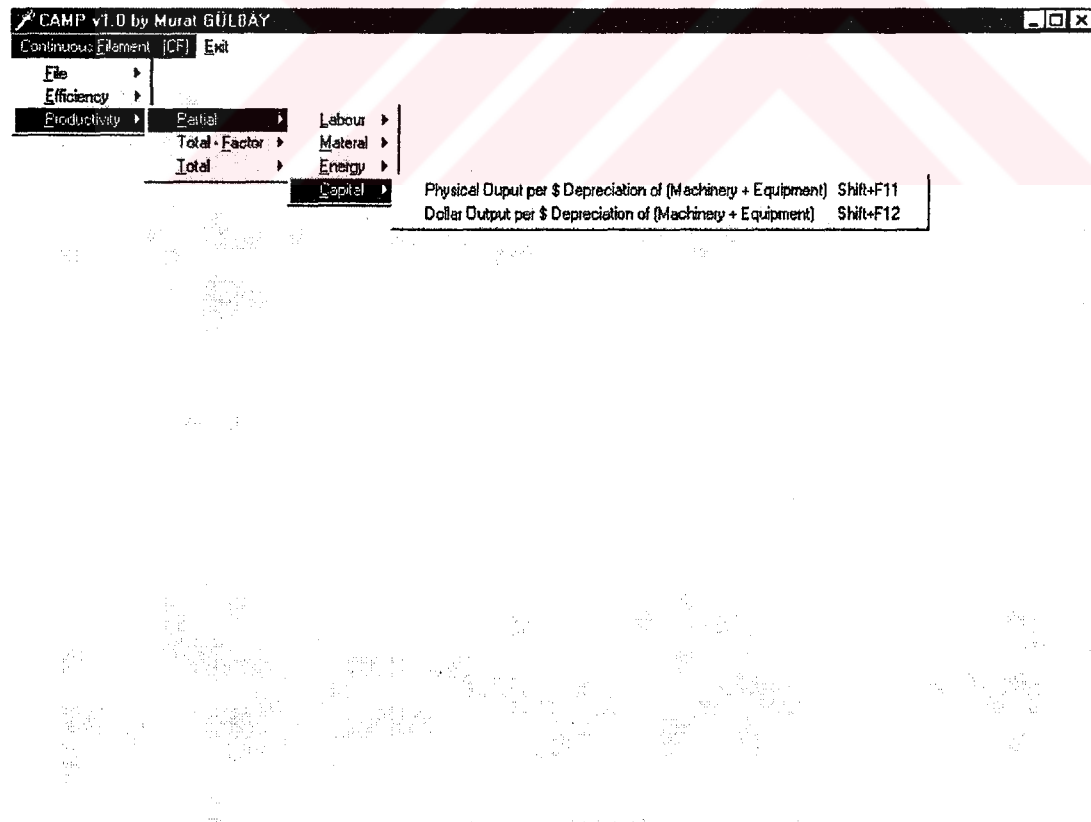 CAMP v1.0 by Murat GÜLBAY
Continuous Filament (CF) Exit
File
Efficiency
Productivity
Partial
Total - Factor
Total
Labour
Materal
Energy
Capital
Physical Ouput per $ Depreciation of (Machinery + Equipment) Shift+F11
Dollar Output per $ Depreciation of (Machinery + Equipment) Shift+F12